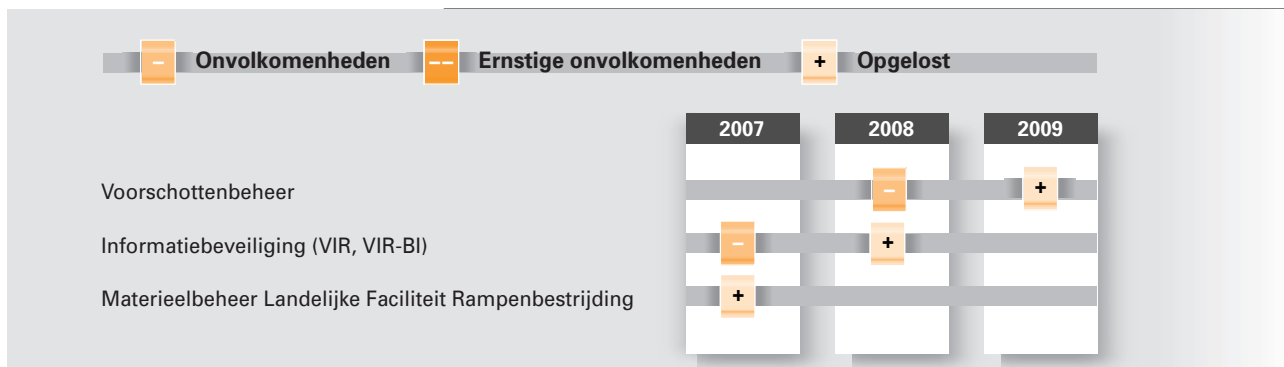 – Onvolkomenheden –– Ernstige onvolkomenheden + Opgelost
2007 2008 2009
Voorschottenbeheer – +
Informatiebeveiliging (VIR, VIR-BI) – +
Materieelbeheer Landelijke Faciliteit Rampenbestrijding +